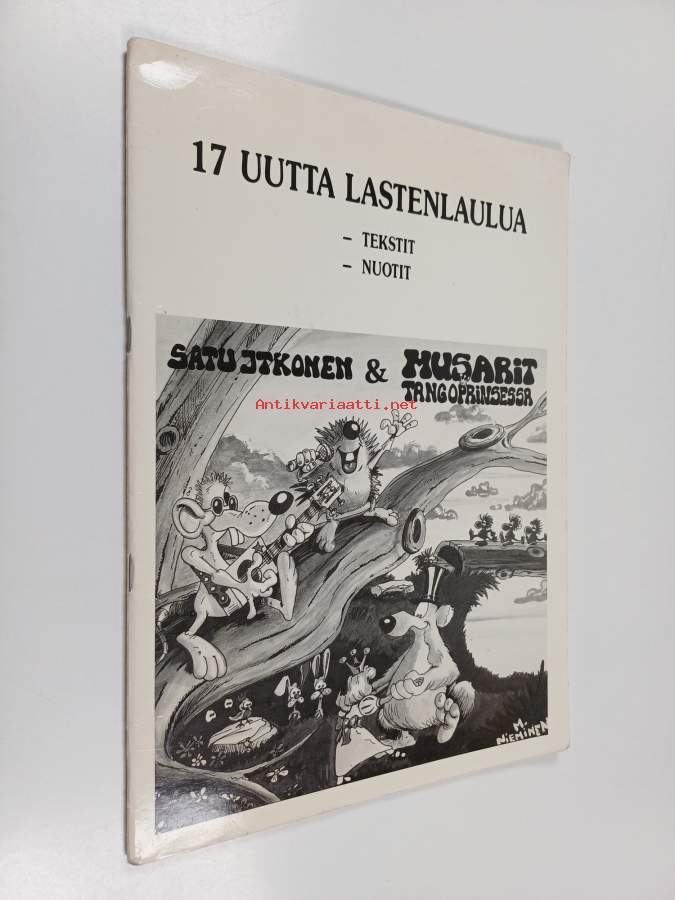 17 UUTTA LASTENLAULUA
- TEKSTIT
- NUOTIT
SATU ITKONEN & MUSARIT
TANGOPRINSESSA
Antikvariaatti.net
M.
NIEMINEN